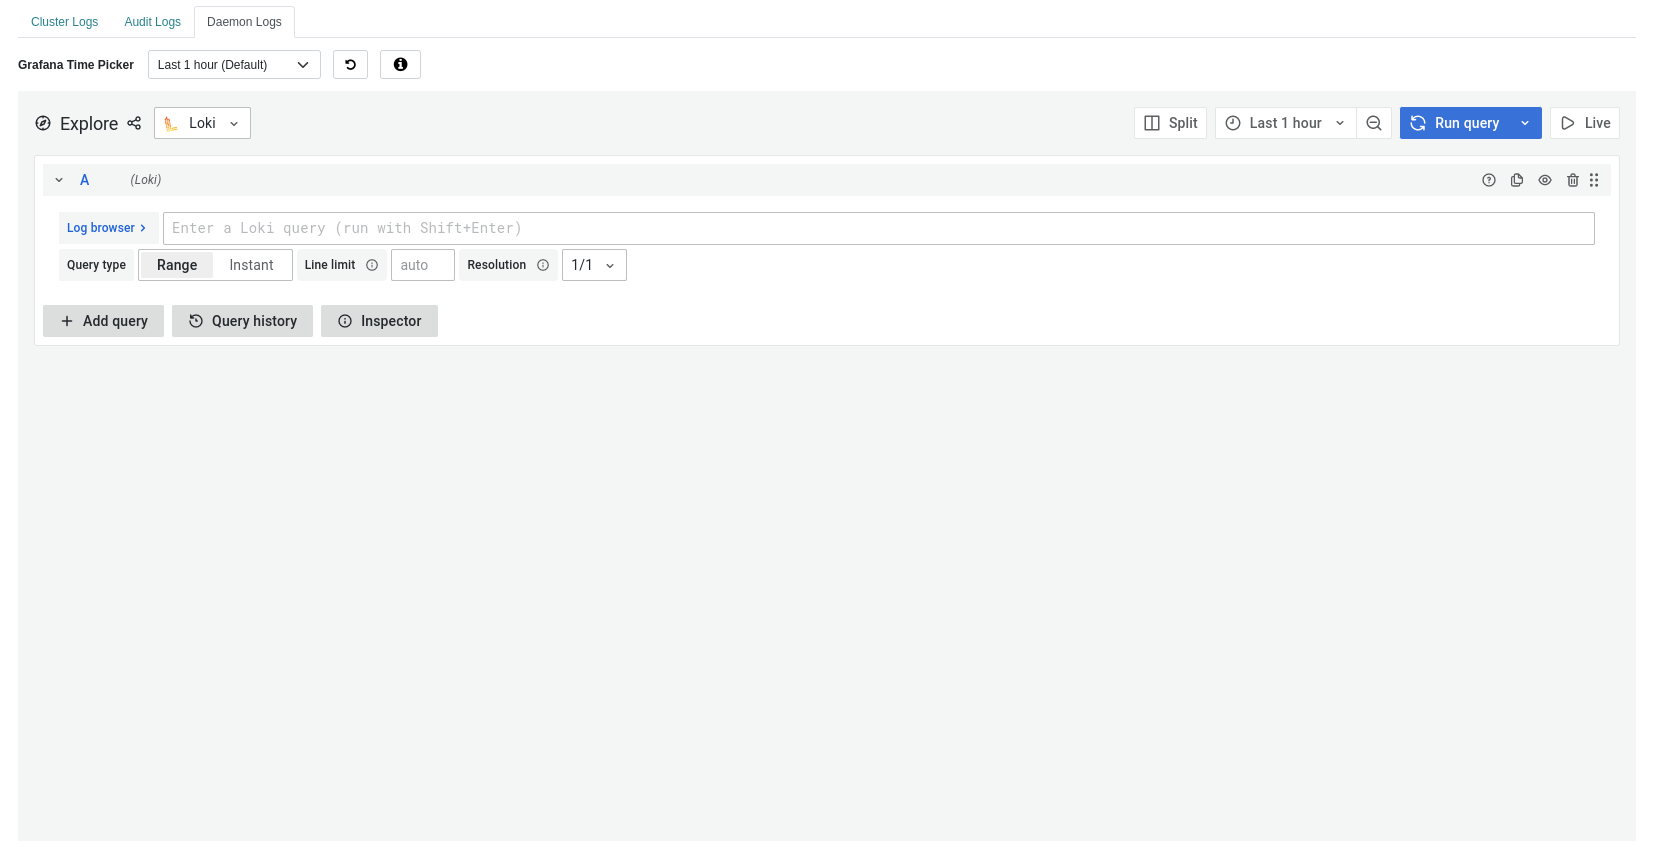 Cluster Logs Audit Logs Daemon Logs
Grafana Time Picker Last 1 hour (Default)
Explore Loki Split Last 1 hour Run query Live
A (Loki)
Log browser Enter a Loki query (run with Shift+Enter)
Query type Range Instant Line limit auto Resolution 1/1
Add query Query history Inspector